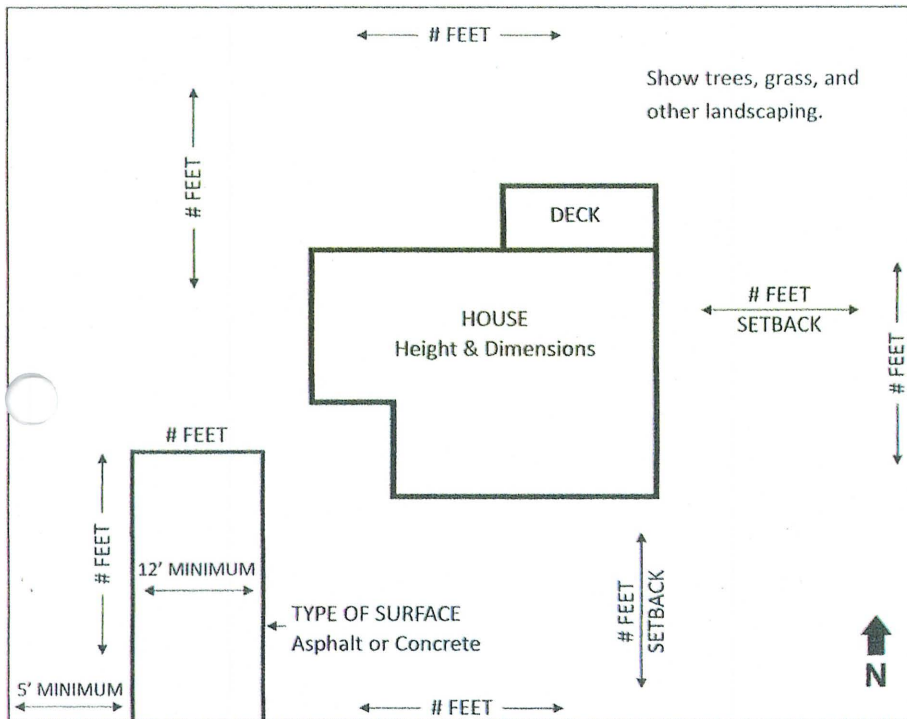 # FEET
Show trees, grass, and
other landscaping.
# FEET
DECK
HOUSE
Height & Dimensions
# FEET
SETBACK
# FEET
# FEET
# FEET
12' MINIMUM
TYPE OF SURFACE
Asphalt or Concrete
# FEET
SETBACK
N
5' MINIMUM
# FEET